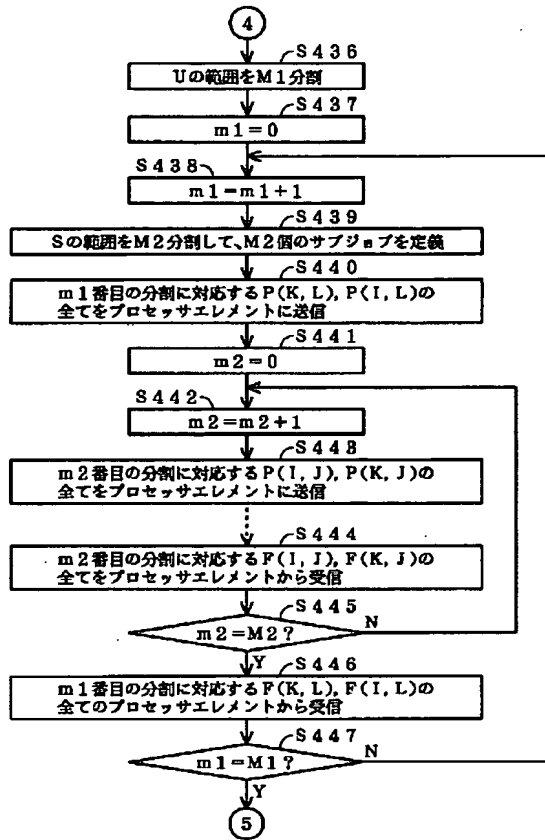 4
S436
Uの範囲をM1分割
S437
m1=0
S438
m1=m1+1
S439
Sの範囲をM2分割して、M2個のサブジョブを定義
S440
m1番目の分割に対応するP(K, L), P(I, L)の
全てをプロセッサエレメントに送信
S441
m2=0
S442
m2=m2+1
S443
m2番目の分割に対応するP(I, J), P(K, J)の
全てをプロセッサエレメントに送信
S444
m2番目の分割に対応するF(I, J), F(K, J)の
全てをプロセッサエレメントから受信
S445
m2=M2?
N
Y
S446
m1番目の分割に対応するF(K, L), F(I, L)の
全てのプロセッサエレメントから受信
S447
m1=M1?
N
Y
5